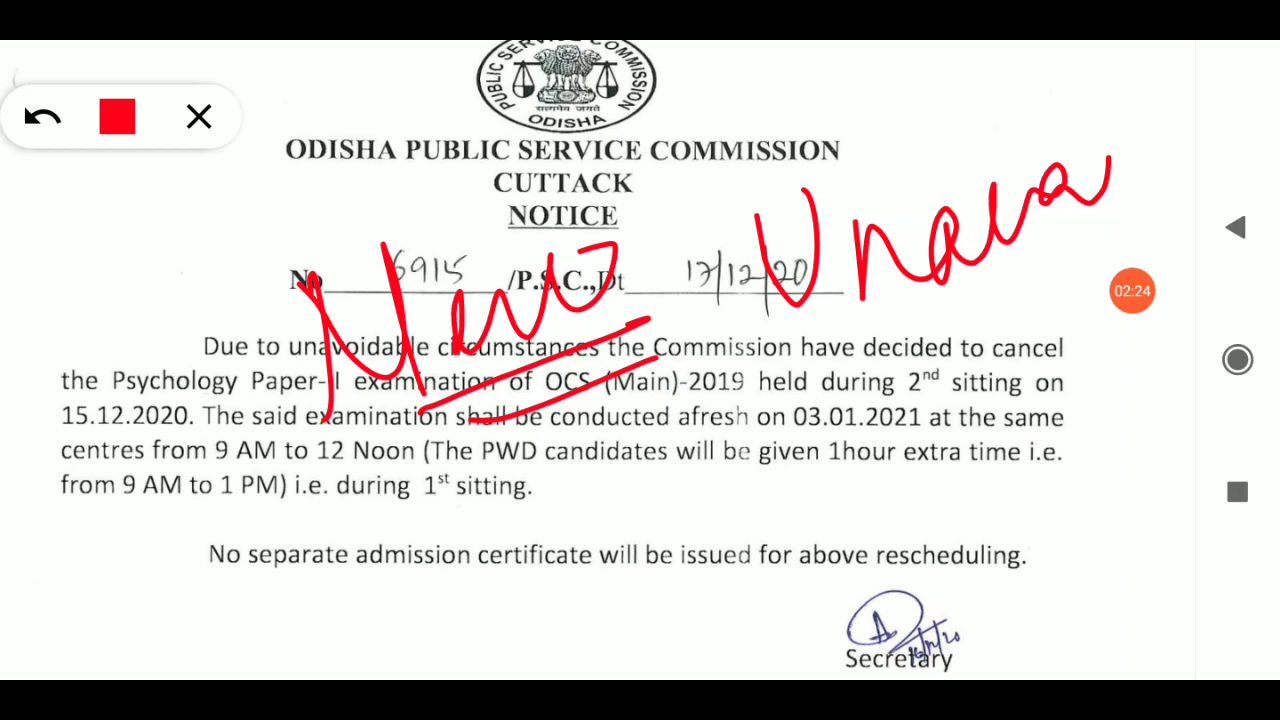 PUBLIC SERVICE COMMISSION
सत्यमेव जयते
ODISHA
ODISHA PUBLIC SERVICE COMMISSION
CUTTACK
NOTICE
No 6915 /P.S.C., Dt 17/12/20
Due to unavoidable circumstances the Commission have decided to cancel
the Psychology Paper-I examination of OCS (Main)-2019 held during 2nd sitting on
15.12.2020. The said examination shall be conducted afresh on 03.01.2021 at the same
centres from 9 AM to 12 Noon (The PWD candidates will be given 1hour extra time i.e.
from 9 AM to 1 PM) i.e. during 1st sitting.
No separate admission certificate will be issued for above rescheduling.
Secretary
02:24